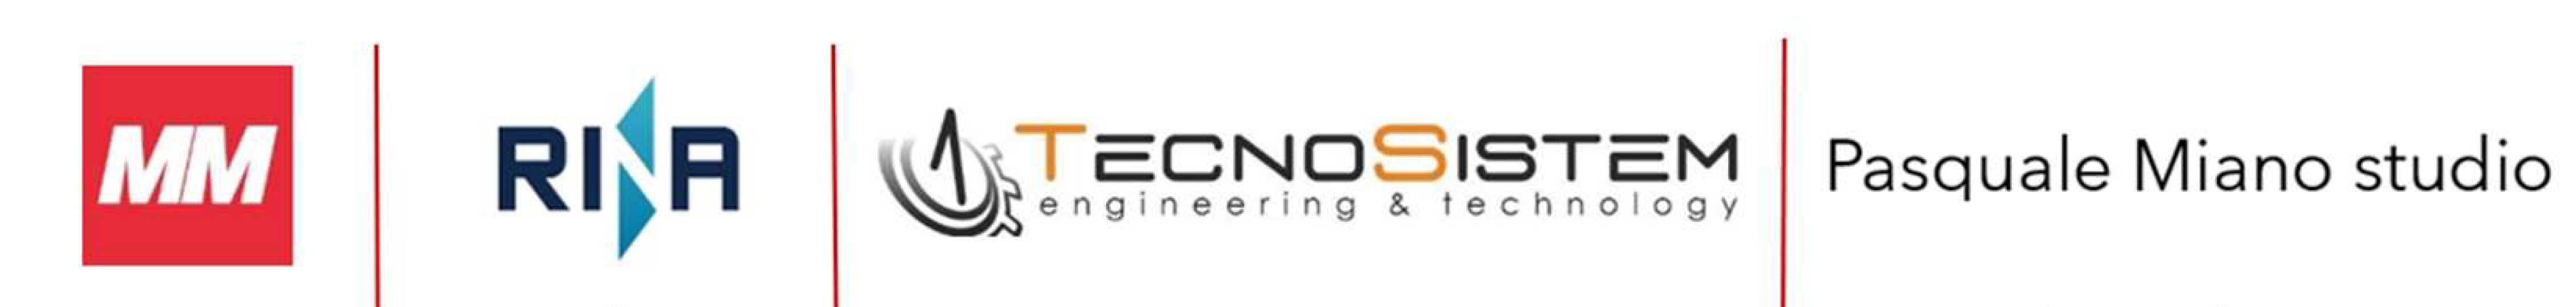 MM
RINA
TECNOSISTEM
engineering & technology
Pasquale Miano studio